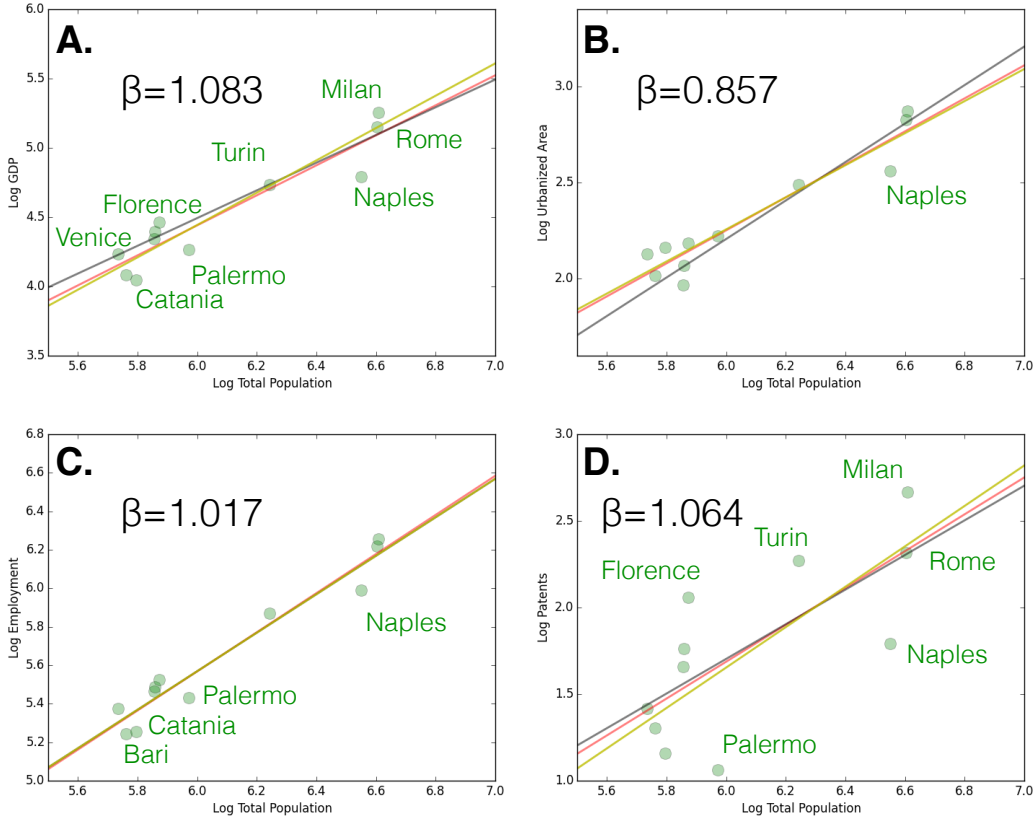 A.
β=1.083
Milan
Rome
Turin
Naples
Florence
Venice
Palermo
Catania
Log GDP
6.0
5.5
5.0
4.5
4.0
3.5
5.6 5.8 6.0 6.2 6.4 6.6 6.8 7.0
Log Total Population
B.
β=0.857
Naples
Log Urbanized Area
3.0
2.5
2.0
5.6 5.8 6.0 6.2 6.4 6.6 6.8 7.0
Log Total Population
C.
β=1.017
Naples
Palermo
Catania
Bari
Log Employment
6.8
6.6
6.4
6.2
6.0
5.8
5.6
5.4
5.2
5.0
5.6 5.8 6.0 6.2 6.4 6.6 6.8 7.0
Log Total Population
D.
β=1.064
Milan
Turin
Rome
Florence
Naples
Palermo
Log Patents
3.0
2.5
2.0
1.5
1.0
5.6 5.8 6.0 6.2 6.4 6.6 6.8 7.0
Log Total Population